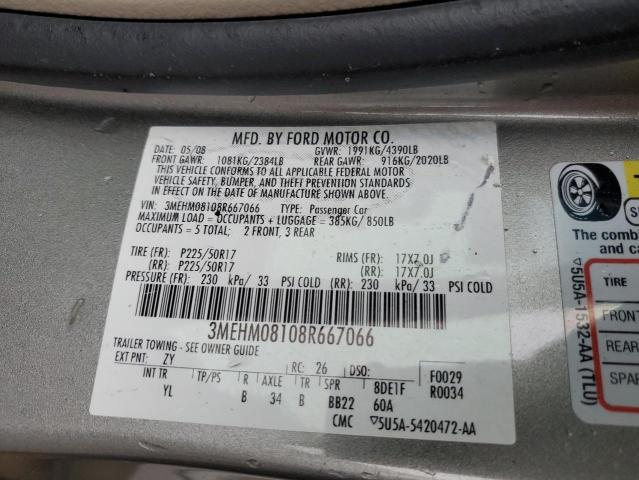 MFD. BY FORD MOTOR CO.
DATE: 05/08 GVWR: 1991KG/4390LB
FRONT GAWR: 1081KG/2384LB REAR GAWR: 916KG/2020LB
THIS VEHICLE CONFORMS TO ALL APPLICABLE FEDERAL MOTOR
VEHICLE SAFETY, BUMPER, AND THEFT PREVENTION STANDARDS
IN EFFECT ON THE DATE OF MANUFACTURE SHOWN ABOVE.
VIN: 3MEHM08108R667066 TYPE: Passenger Car
MAXIMUM LOAD = OCCUPANTS + LUGGAGE = 385KG/ 850LB
OCCUPANTS = 5 TOTAL: 2 FRONT, 3 REAR
TIRE (FR): P225/50R17 RIMS (FR): 17X7.0J
(RR): P225/50R17 (RR): 17X7.0J
PRESSURE (FR): 230 kPa/ 33 PSI COLD (RR): 230 kPa/ 33 PSI COLD
3MEHM08108R667066
TRAILER TOWING - SEE OWNER GUIDE
EXT PNT: ZY RC: 26 DSO: F0029
INT TR TP/PS R AXLE TR SPR 8DE1F R0034
YL B 34 B BB22 60A
CMC ▽5U5A-5420472-AA
The comb
▽5U5A-1532-AA (TLU)
TIRE
FRONT
REAR
SPAR